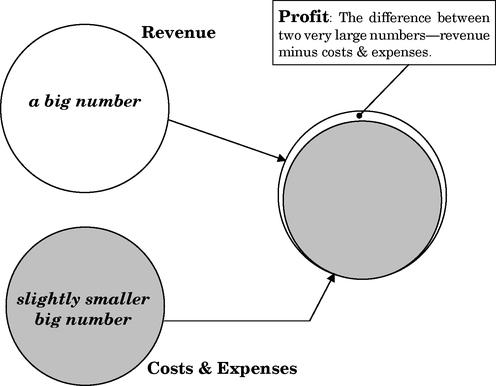 Revenue
a big number
Profit: The difference between
two very large numbers—revenue
minus costs & expenses.
slightly smaller
big number
Costs & Expenses